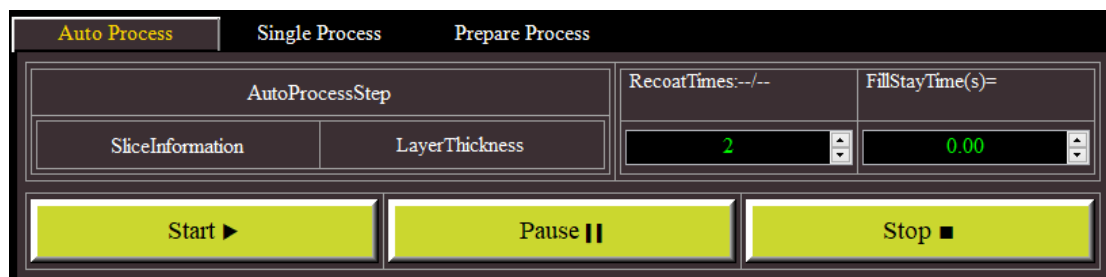 Auto Process Single Process Prepare Process
AutoProcessStep
RecoatTimes:--/-- FillStayTime(s)=
SliceInformation LayerThickness
2 0.00
Start ▶ Pause ❙❙ Stop ■